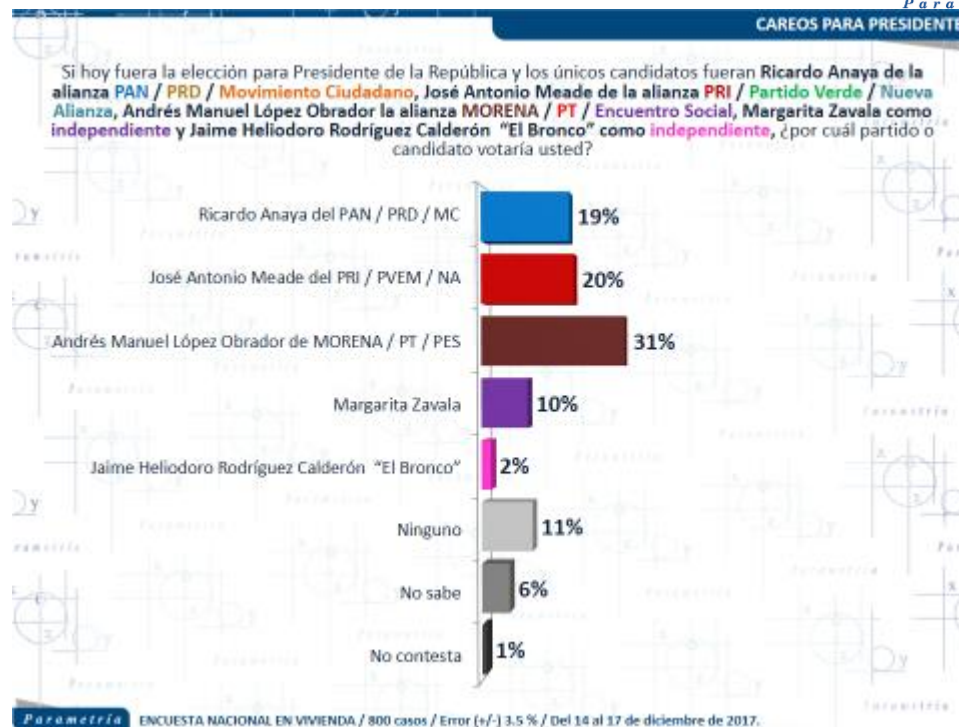 Para
CAREOS PARA PRESIDENTE
Si hoy fuera la elección para Presidente de la República y los únicos candidatos fueran Ricardo Anaya de la
alianza PAN / PRD / Movimiento Ciudadano, José Antonio Meade de la alianza PRI / Partido Verde / Nueva
Alianza, Andrés Manuel López Obrador la alianza MORENA / PT / Encuentro Social, Margarita Zavala como
independiente y Jaime Heliodoro Rodríguez Calderón "El Bronco" como independiente, ¿por cuál partido o
candidato votaría usted?
Ricardo Anaya del PAN / PRD / MC 19%
José Antonio Meade del PRI / PVEM / NA 20%
Andrés Manuel López Obrador de MORENA / PT / PES 31%
Margarita Zavala 10%
Jaime Heliodoro Rodríguez Calderón "El Bronco" 2%
Ninguno 11%
No sabe 6%
No contesta 1%
Parametría ENCUESTA NACIONAL EN VIVIENDA / 800 casos / Error (+/-) 3.5 % / Del 14 al 17 de diciembre de 2017.